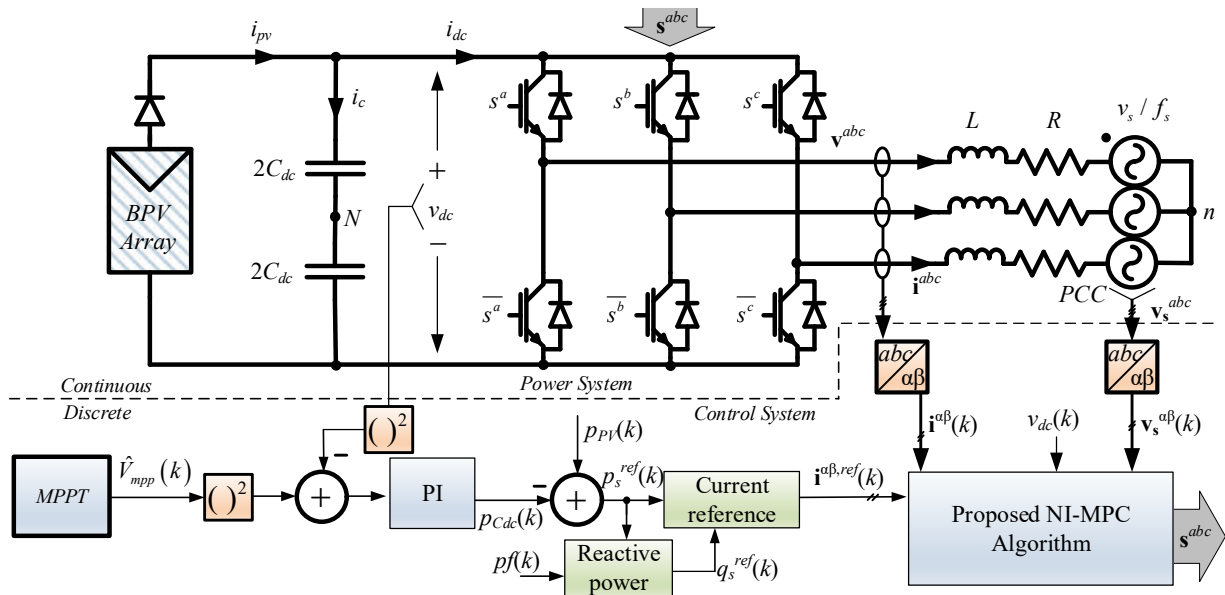 i_pv
i_dc
s^abc
i_c
s^a
s^b
s^c
v^abc
L
R
v_s / f_s
2C_dc
BPV
Array
N
+
v_dc
−
n
2C_dc
i^abc
PCC
v_s^abc
s̅^a̅
s̅^b̅
s̅^c̅
abc
αβ
abc
αβ
Continuous
Power System
Discrete
Control System
( )^2
p_PV(k)
i^αβ(k)
v_dc(k)
v_s^αβ(k)
MPPT
V̂_mpp(k)
( )^2
−
+
PI
p_Cdc(k)
−
+
p_s^ref(k)
Current
reference
i^αβ,ref(k)
Proposed NI-MPC
Algorithm
s^abc
pf(k)
Reactive
power
q_s^ref(k)